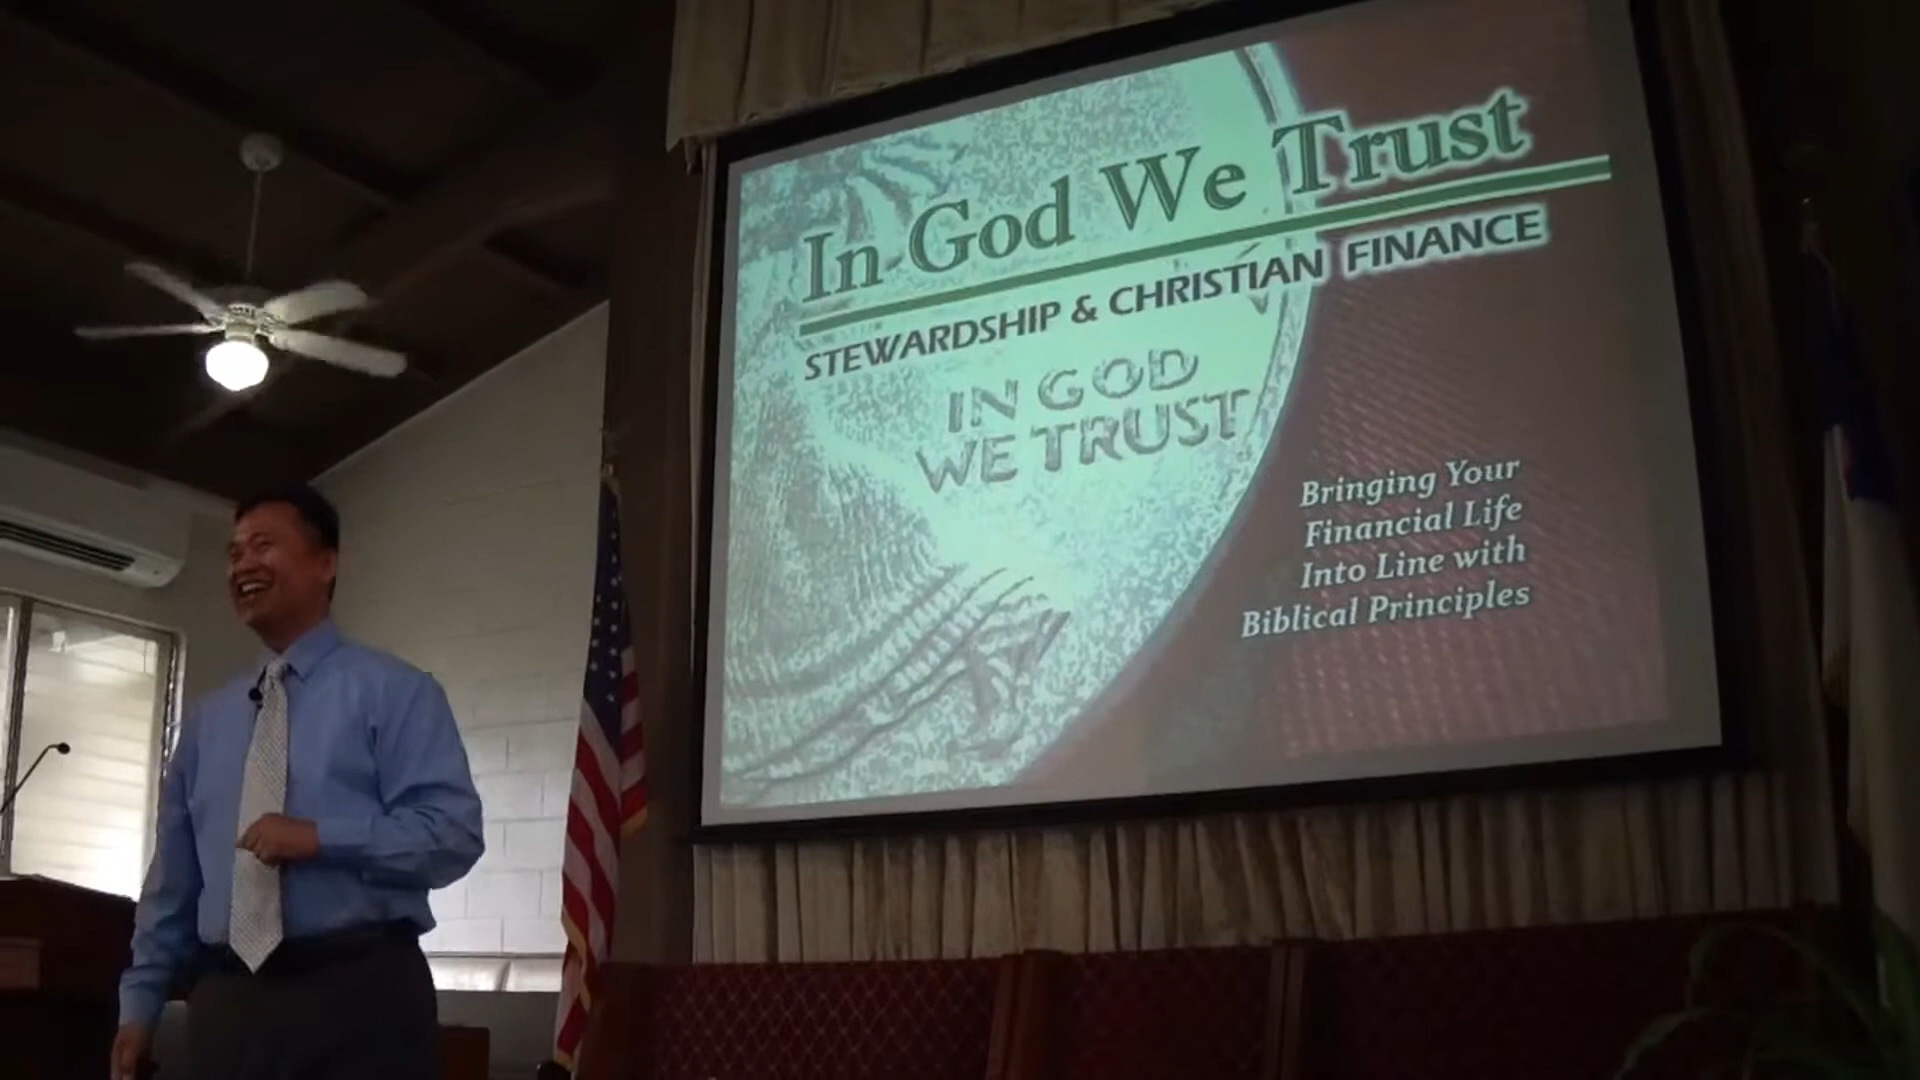 In God We Trust
STEWARDSHIP & CHRISTIAN FINANCE
IN GOD
WE TRUST
Bringing Your
Financial Life
Into Line with
Biblical Principles